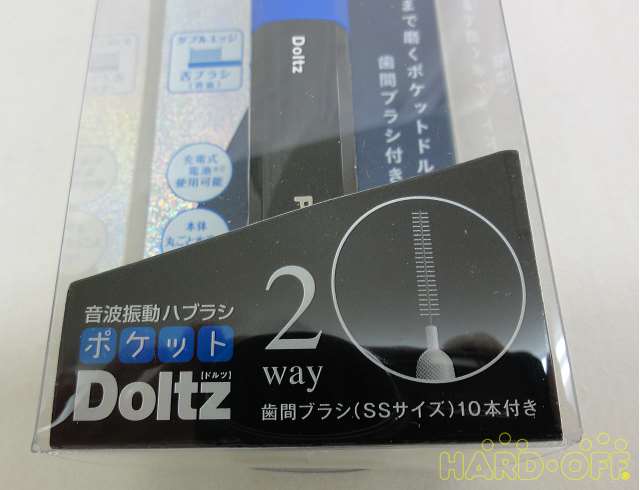 ダブルエッジ
舌ブラシ
Doltz
まで磨くポケットドル
歯間ブラシ付き
充電式
電池※2
使用可能
本体
音波振動ハブラシ
ポケット
Doltz
【ドルツ】
2
way
歯間ブラシ(SSサイズ)10本付き
HARD-OFF